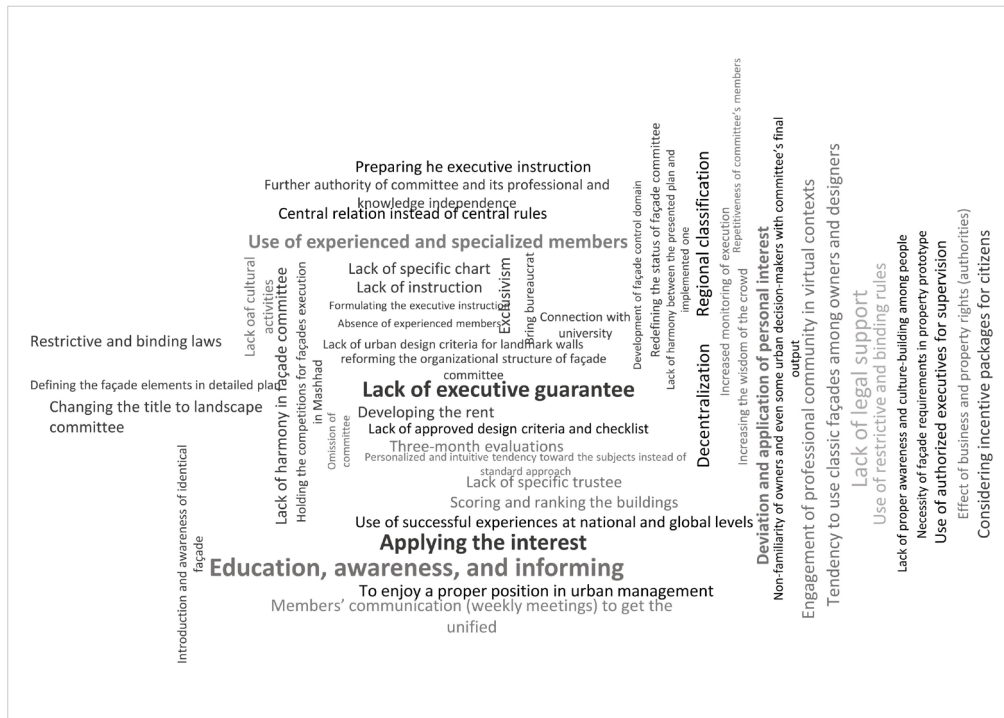 Preparing he executive instruction
Further authority of committee and its professional and
knowledge independence
Central relation instead of central rules
Use of experienced and specialized members
Lack of specific chart
Lack of instruction
Formulating the executive instruction
Absence of experienced members
Exclusivism
Bring bureaucrat
Connection with
university
Lack of urban design criteria for landmark walls
reforming the organizational structure of façade
committee
Lack of executive guarantee
Developing the rent
Lack of approved design criteria and checklist
Three-month evaluations
Personalized and intuitive tendency toward the subjects instead of
standard approach
Lack of specific trustee
Scoring and ranking the buildings
Use of successful experiences at national and global levels
Applying the interest
Education, awareness, and informing
To enjoy a proper position in urban management
Members' communication (weekly meetings) to get the
unified
Restrictive and binding laws
Defining the façade elements in detailed plan
Changing the title to landscape
committee
Introduction and awareness of identical
façade
Lack oaf cultural
activities
Lack of harmony in façade committee
Holding the competitions for façades execution
in Mashhad
Omission of
committee
Development of façade control domain
Redefining the status of façade committee
Lack of harmony between the presented plan and
implemented one
Regional classification
Decentralization
Increased monitoring of execution
Repetitiveness of committee's members
Increasing the wisdom of the crowd
Deviation and application of personal interest
Non-familiarity of owners and even some urban decision-makers with committee's final
output
Engagement of professional community in virtual contexts
Tendency to use classic façades among owners and designers
Lack of legal support
Use of restrictive and binding rules
Lack of proper awareness and culture-building among people
Necessity of façade requirements in property prototype
Use of authorized executives for supervision
Effect of business and property rights (authorities)
Considering incentive packages for citizens